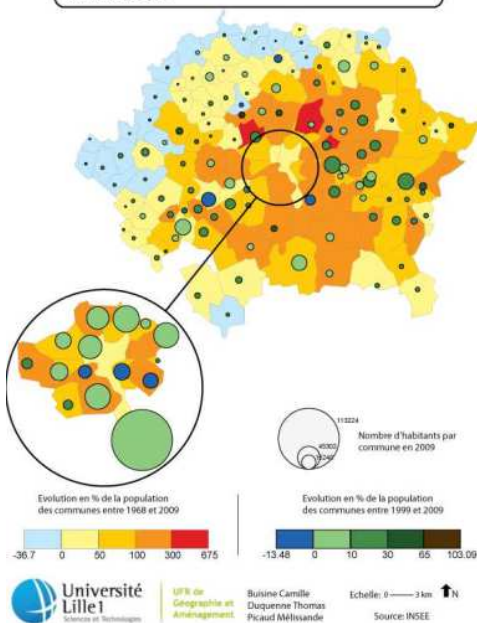 113224
45302
16240
Nombre d'habitants par
commune en 2009
Evolution en % de la population
des communes entre 1968 et 2009
-36.7 0 50 100 300 675
Evolution en % de la population
des communes entre 1999 et 2009
-13.48 0 10 30 65 103.09
Université
Lille1
Sciences et Technologies
UFR de
Géographie et
Aménagement
Buisine Camille
Duquenne Thomas
Picaud Mélissande
Echelle: 0 3 km N
Source: INSEE